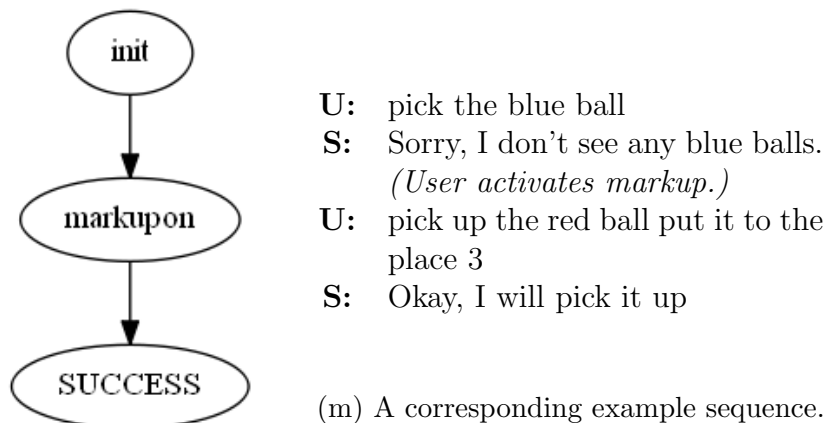 init
markupon
SUCCESS
U: pick the blue ball
S: Sorry, I don't see any blue balls.
(User activates markup.)
U: pick up the red ball put it to the
place 3
S: Okay, I will pick it up
(m) A corresponding example sequence.